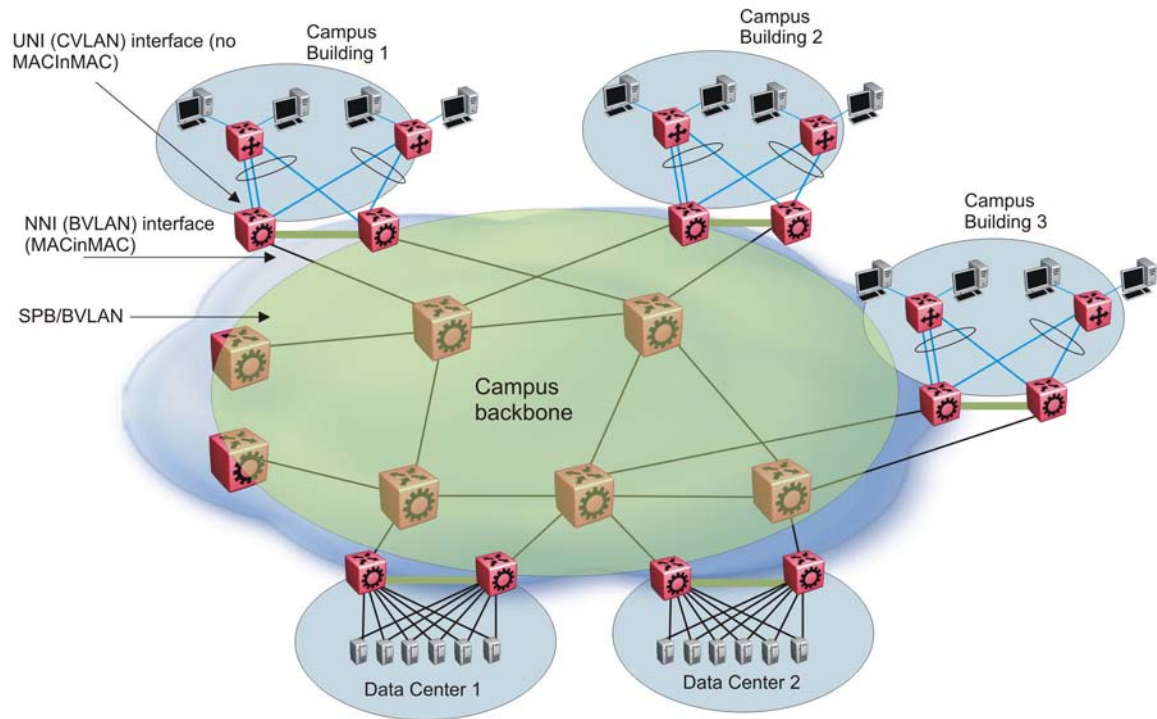 UNI (CVLAN) interface (no
MACInMAC)
Campus
Building 1
Campus
Building 2
NNI (BVLAN) interface
(MACinMAC)
Campus
Building 3
SPB/BVLAN
Campus
backbone
Data Center 1
Data Center 2